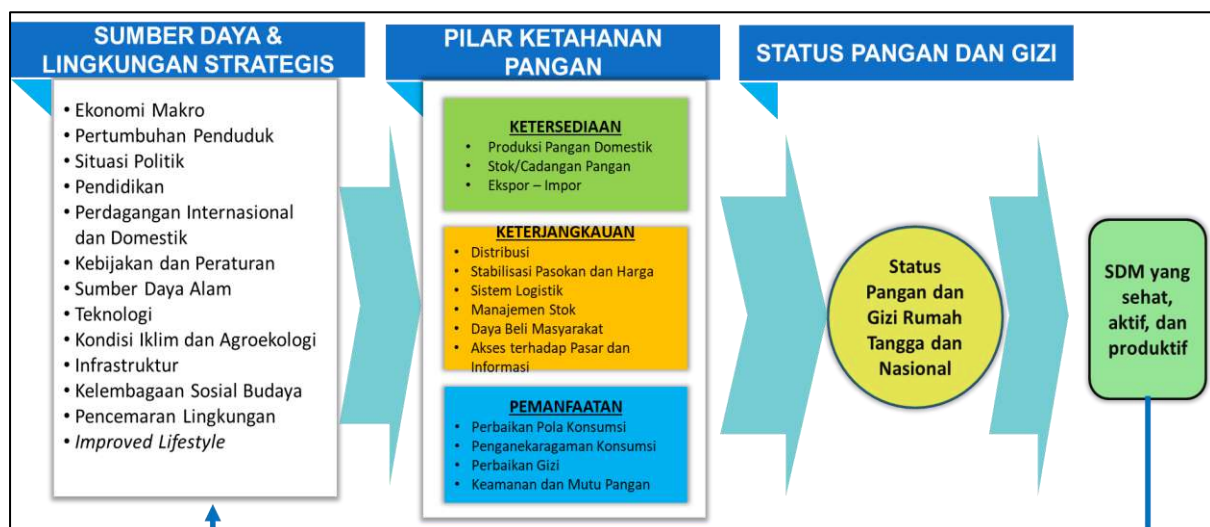 SUMBER DAYA &
LINGKUNGAN STRATEGIS
• Ekonomi Makro
• Pertumbuhan Penduduk
• Situasi Politik
• Pendidikan
• Perdagangan Internasional
dan Domestik
• Kebijakan dan Peraturan
• Sumber Daya Alam
• Teknologi
• Kondisi Iklim dan Agroekologi
• Infrastruktur
• Kelembagaan Sosial Budaya
• Pencemaran Lingkungan
• Improved Lifestyle
PILAR KETAHANAN
PANGAN
KETERSEDIAAN
• Produksi Pangan Domestik
• Stok/Cadangan Pangan
• Ekspor – Impor
KETERJANGKAUAN
• Distribusi
• Stabilisasi Pasokan dan Harga
• Sistem Logistik
• Manajemen Stok
• Daya Beli Masyarakat
• Akses terhadap Pasar dan
Informasi
PEMANFAATAN
• Perbaikan Pola Konsumsi
• Penganekaragaman Konsumsi
• Perbaikan Gizi
• Keamanan dan Mutu Pangan
STATUS PANGAN DAN GIZI
Status
Pangan dan
Gizi Rumah
Tangga dan
Nasional
SDM yang
sehat,
aktif, dan
produktif